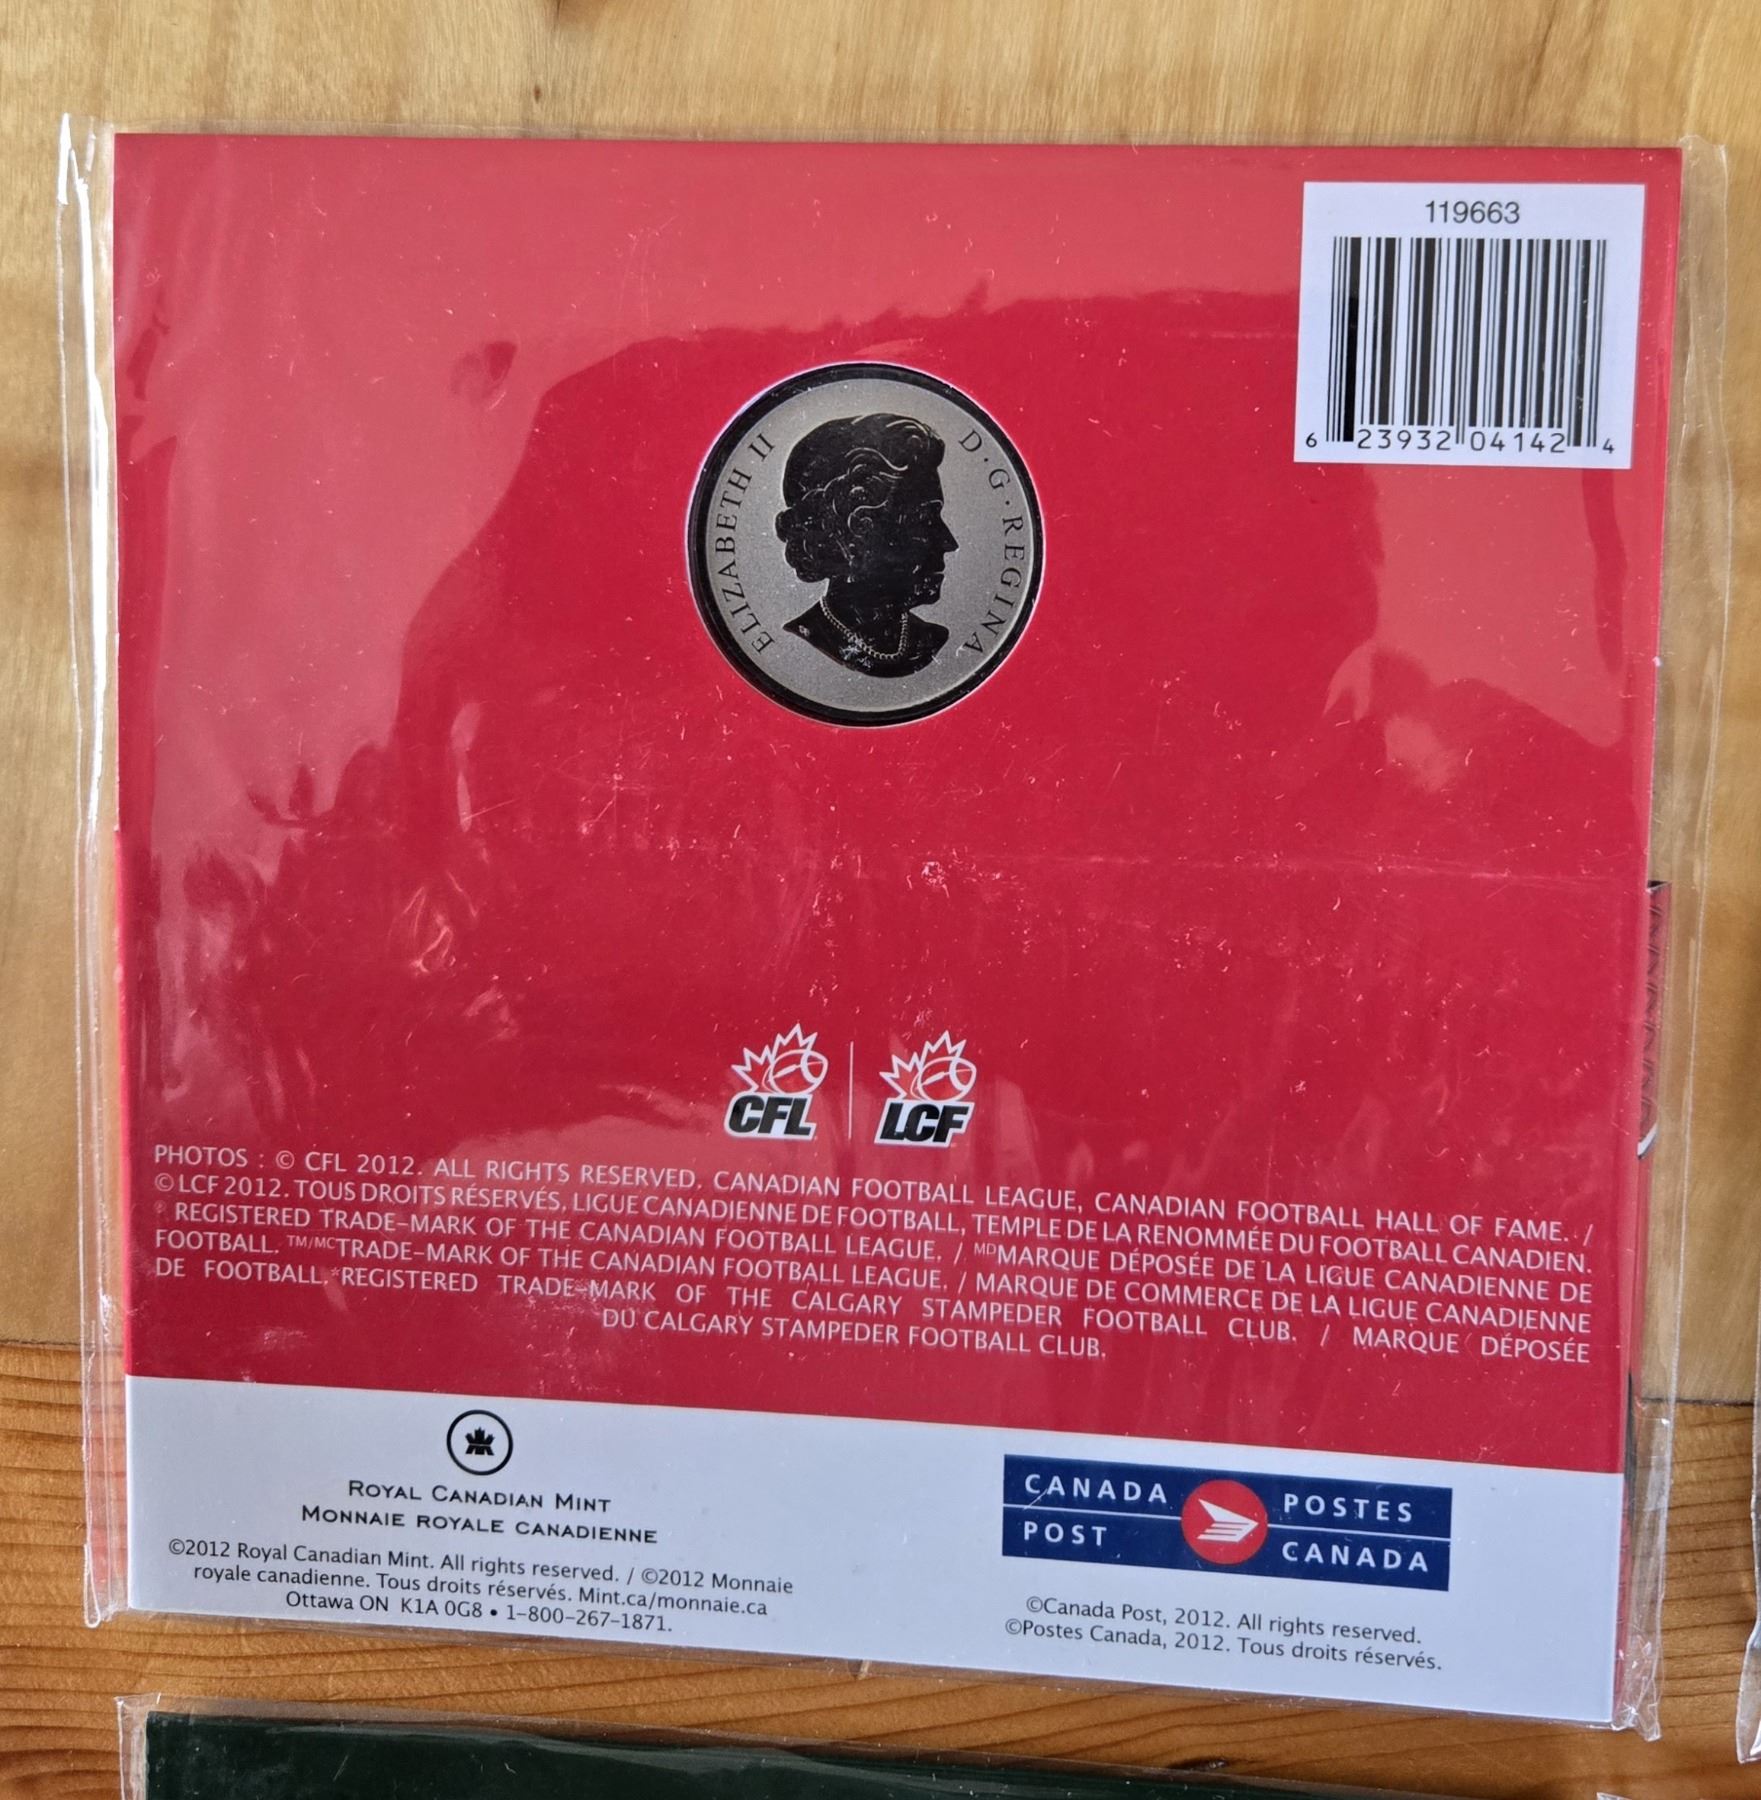 119663
6 23932 04142 4
ELIZABETH II D·G·REGINA
CFL LCF
PHOTOS : © CFL 2012. ALL RIGHTS RESERVED, CANADIAN FOOTBALL LEAGUE, CANADIAN FOOTBALL HALL OF FAME. /
© LCF 2012. TOUS DROITS RÉSERVÉS, LIGUE CANADIENNE DE FOOTBALL, TEMPLE DE LA RENOMMÉE DU FOOTBALL CANADIEN.
® REGISTERED TRADE-MARK OF THE CANADIAN FOOTBALL LEAGUE. / MDMARQUE DÉPOSÉE DE LA LIGUE CANADIENNE DE
FOOTBALL. TM/MCTRADE-MARK OF THE CANADIAN FOOTBALL LEAGUE. / MARQUE DE COMMERCE DE LA LIGUE CANADIENNE
DE FOOTBALL.*REGISTERED TRADE-MARK OF THE CALGARY STAMPEDER FOOTBALL CLUB. / MARQUE DÉPOSÉE
DU CALGARY STAMPEDER FOOTBALL CLUB.
ROYAL CANADIAN MINT
MONNAIE ROYALE CANADIENNE
©2012 Royal Canadian Mint. All rights reserved. / ©2012 Monnaie
royale canadienne. Tous droits réservés. Mint.ca/monnaie.ca
Ottawa ON K1A 0G8 • 1-800-267-1871.
CANADA POSTES
POST CANADA
©Canada Post, 2012. All rights reserved.
©Postes Canada, 2012. Tous droits réservés.